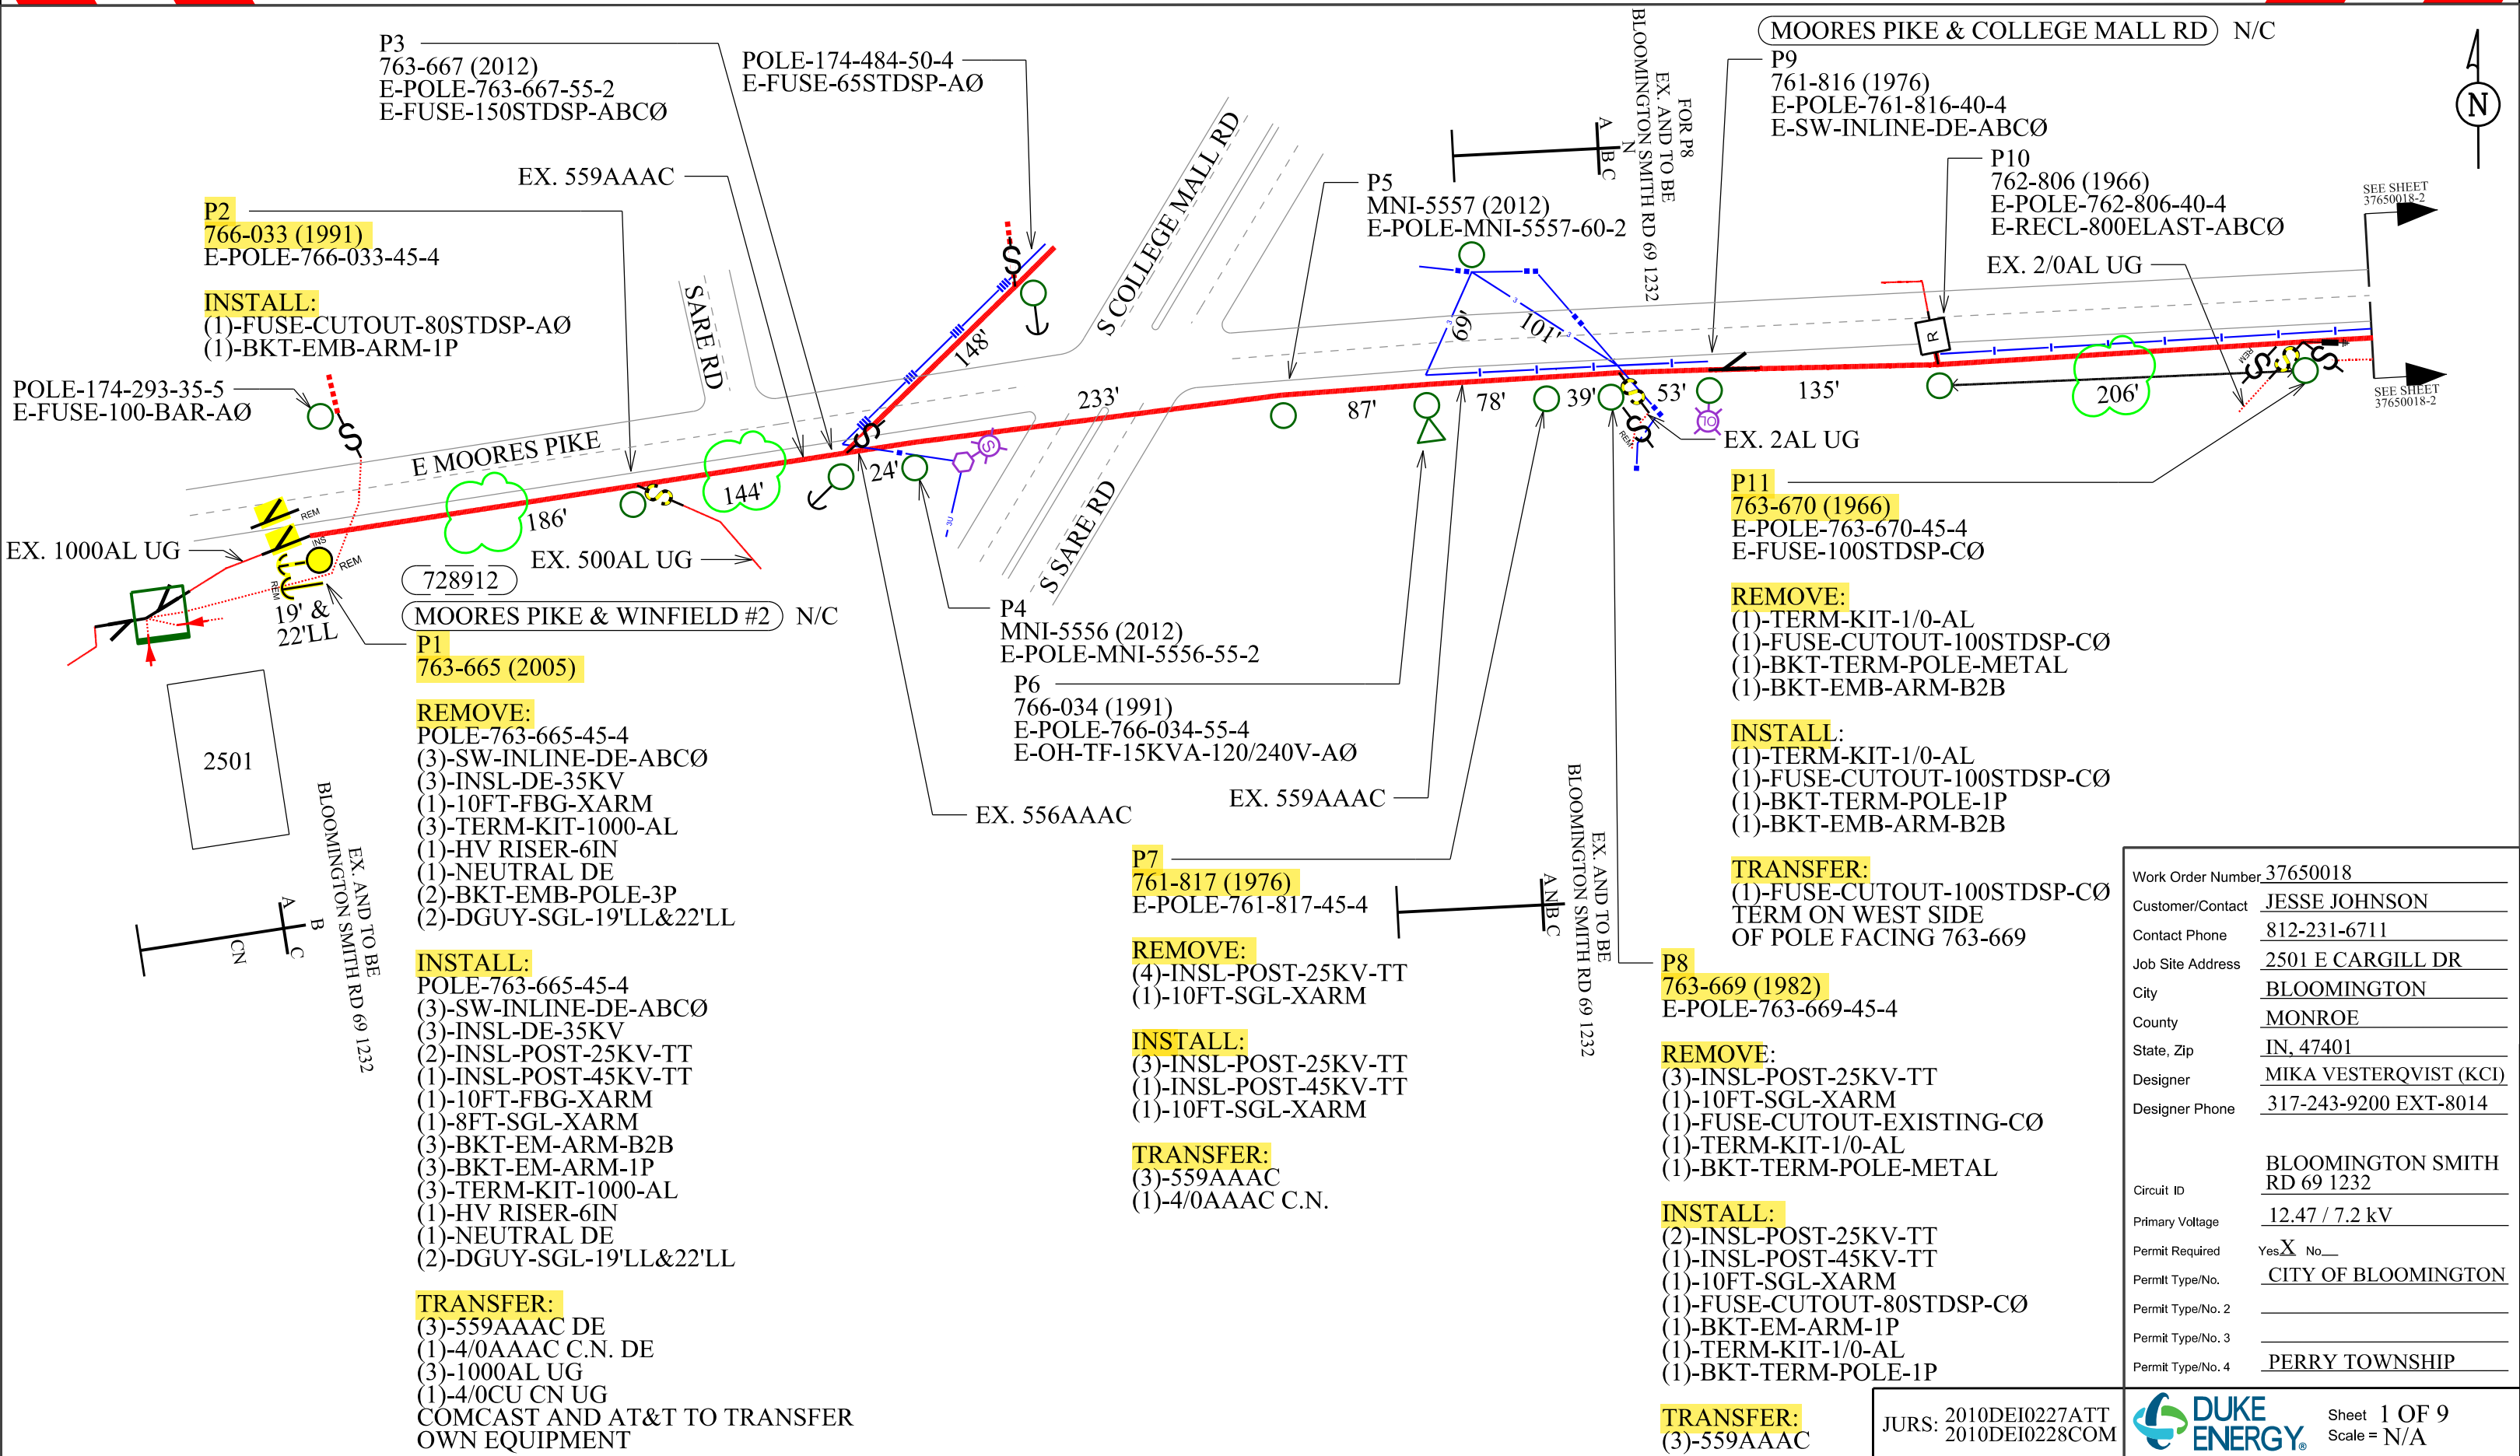 P3
763-667 (2012)
E-POLE-763-667-55-2
E-FUSE-150STDSP-ABCØ
POLE-174-484-50-4
E-FUSE-65STDSP-AØ
EX. 559AAAC
P2
766-033 (1991)
E-POLE-766-033-45-4
INSTALL:
(1)-FUSE-CUTOUT-80STDSP-AØ
(1)-BKT-EMB-ARM-1P
POLE-174-293-35-5
E-FUSE-100-BAR-AØ
SARE RD
S COLLEGE MALL RD
E MOORES PIKE
S SARE RD
FOR P8
EX. AND TO BE
BLOOMINGTON SMITH RD 69 1232
A
N
B
C
MOORES PIKE & COLLEGE MALL RD N/C
P9
761-816 (1976)
E-POLE-761-816-40-4
E-SW-INLINE-DE-ABCØ
N
P5
MNI-5557 (2012)
E-POLE-MNI-5557-60-2
P10
762-806 (1966)
E-POLE-762-806-40-4
E-RECL-800ELAST-ABCØ
EX. 2/0AL UG
SEE SHEET
37650018-2
SEE SHEET
37650018-2
R
S
S
S
S
S
S
OL
148'
233'
87'
69'
101'
3
3
3
78'
39'
53'
135'
206'
186'
144'
24'
3U
REM
REM
REM
REM
REM
INS
EX. 1000AL UG
EX. 500AL UG
19' &
22'LL
EX. 2AL UG
728912
MOORES PIKE & WINFIELD #2 N/C
P1
763-665 (2005)
REMOVE:
POLE-763-665-45-4
(3)-SW-INLINE-DE-ABCØ
(3)-INSL-DE-35KV
(1)-10FT-FBG-XARM
(3)-TERM-KIT-1000-AL
(1)-HV RISER-6IN
(1)-NEUTRAL DE
(2)-BKT-EMB-POLE-3P
(2)-DGUY-SGL-19'LL&22'LL
INSTALL:
POLE-763-665-45-4
(3)-SW-INLINE-DE-ABCØ
(3)-INSL-DE-35KV
(2)-INSL-POST-25KV-TT
(1)-INSL-POST-45KV-TT
(1)-10FT-FBG-XARM
(1)-8FT-SGL-XARM
(3)-BKT-EM-ARM-B2B
(3)-BKT-EM-ARM-1P
(3)-TERM-KIT-1000-AL
(1)-HV RISER-6IN
(1)-NEUTRAL DE
(2)-DGUY-SGL-19'LL&22'LL
TRANSFER:
(3)-559AAAC DE
(1)-4/0AAAC C.N. DE
(3)-1000AL UG
(1)-4/0CU CN UG
COMCAST AND AT&T TO TRANSFER
OWN EQUIPMENT
2501
EX. AND TO BE
BLOOMINGTON SMITH RD 69 1232
A
B
C
CN
P4
MNI-5556 (2012)
E-POLE-MNI-5556-55-2
P6
766-034 (1991)
E-POLE-766-034-55-4
E-OH-TF-15KVA-120/240V-AØ
EX. 556AAAC
EX. 559AAAC
P7
761-817 (1976)
E-POLE-761-817-45-4
REMOVE:
(4)-INSL-POST-25KV-TT
(1)-10FT-SGL-XARM
INSTALL:
(3)-INSL-POST-25KV-TT
(1)-INSL-POST-45KV-TT
(1)-10FT-SGL-XARM
TRANSFER:
(3)-559AAAC
(1)-4/0AAAC C.N.
EX. AND TO BE
BLOOMINGTON SMITH RD 69 1232
A
N
B
C
P11
763-670 (1966)
E-POLE-763-670-45-4
E-FUSE-100STDSP-CØ
REMOVE:
(1)-TERM-KIT-1/0-AL
(1)-FUSE-CUTOUT-100STDSP-CØ
(1)-BKT-TERM-POLE-METAL
(1)-BKT-EMB-ARM-B2B
INSTALL:
(1)-TERM-KIT-1/0-AL
(1)-FUSE-CUTOUT-100STDSP-CØ
(1)-BKT-TERM-POLE-1P
(1)-BKT-EMB-ARM-B2B
TRANSFER:
(1)-FUSE-CUTOUT-100STDSP-CØ
TERM ON WEST SIDE
OF POLE FACING 763-669
P8
763-669 (1982)
E-POLE-763-669-45-4
REMOVE:
(3)-INSL-POST-25KV-TT
(1)-10FT-SGL-XARM
(1)-FUSE-CUTOUT-EXISTING-CØ
(1)-TERM-KIT-1/0-AL
(1)-BKT-TERM-POLE-METAL
INSTALL:
(2)-INSL-POST-25KV-TT
(1)-INSL-POST-45KV-TT
(1)-10FT-SGL-XARM
(1)-FUSE-CUTOUT-80STDSP-CØ
(1)-BKT-EM-ARM-1P
(1)-TERM-KIT-1/0-AL
(1)-BKT-TERM-POLE-1P
TRANSFER:
(3)-559AAAC
Work Order Number 37650018
Customer/Contact JESSE JOHNSON
Contact Phone 812-231-6711
Job Site Address 2501 E CARGILL DR
City BLOOMINGTON
County MONROE
State, Zip IN, 47401
Designer MIKA VESTERQVIST (KCI)
Designer Phone 317-243-9200 EXT-8014
Circuit ID BLOOMINGTON SMITH
RD 69 1232
Primary Voltage 12.47 / 7.2 kV
Permit Required Yes X No
Permit Type/No. CITY OF BLOOMINGTON
Permit Type/No. 2
Permit Type/No. 3
Permit Type/No. 4 PERRY TOWNSHIP
JURS: 2010DEI0227ATT
2010DEI0228COM
DUKE
ENERGY®
Sheet 1 OF 9
Scale = N/A